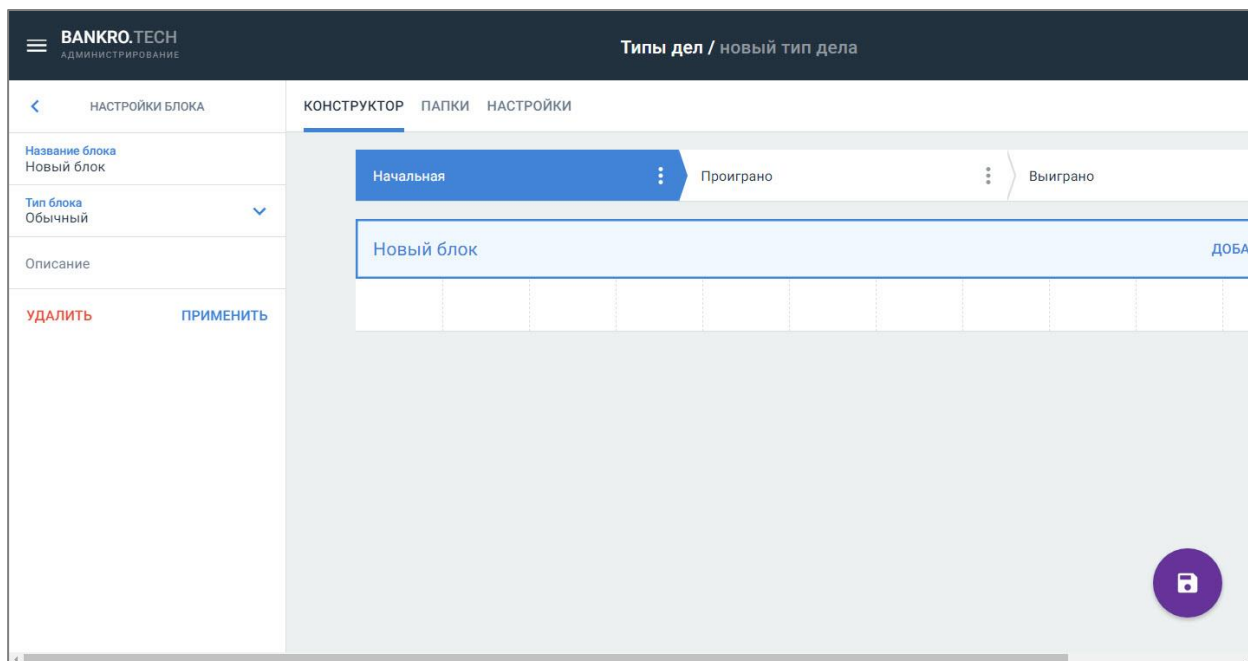 BANKRO.TECH
АДМИНИСТРИРОВАНИЕ
Типы дел / новый тип дела
НАСТРОЙКИ БЛОКА
КОНСТРУКТОР ПАПКИ НАСТРОЙКИ
Название блока
Новый блок
Тип блока
Обычный
Описание
УДАЛИТЬ ПРИМЕНИТЬ
Начальная Проиграно Выиграно
Новый блок ДОБА